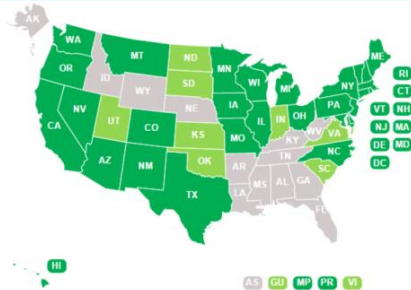 AK
WA
MT
ND
MN
ME
OR
ID
WY
SD
WI
MI
NY
RI
CT
NV
UT
CO
NE
IA
IL
IN
OH
PA
VT
NH
CA
KS
MO
KY
WV
VA
NJ
MA
AZ
NM
OK
AR
TN
NC
DE
MD
TX
LA
MS
AL
GA
SC
DC
FL
HI
AS GU MP PR VI